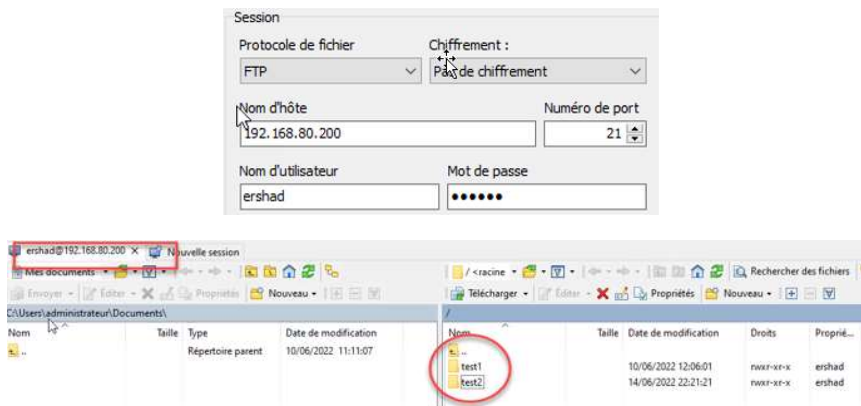 Session
Protocole de fichier Chiffrement :
FTP Pas de chiffrement
Nom d'hôte Numéro de port
192.168.80.200 21
Nom d'utilisateur Mot de passe
ershad ••••••
ershad@192.168.80.200 × Nouvelle session
Mes documents / <racine Rechercher des fichiers
Envoyer Éditer Propriétés Nouveau Télécharger Éditer Propriétés Nouveau
C:\Users\administrateur\Documents\ /
Nom Taille Type Date de modification Nom Taille Date de modification Droits Proprié...
.. Répertoire parent 10/06/2022 11:11:07 ..
test1 10/06/2022 12:06:01 rwxr-xr-x ershad
test2 14/06/2022 22:21:21 rwxr-xr-x ershad